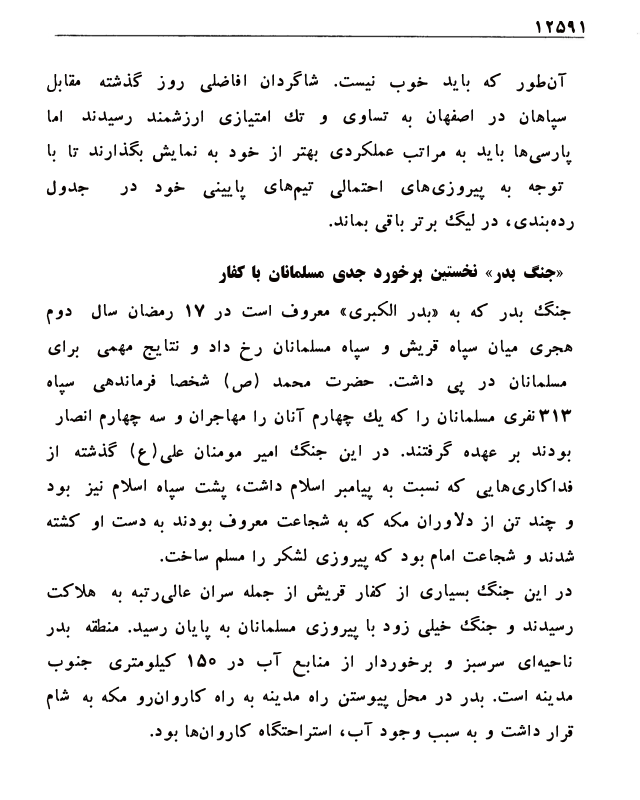 ۱۲۵۹۱
آن‌طور که باید خوب نیست. شاگردان افاضلی روز گذشته مقابل
سپاهان در اصفهان به تساوی و تك امتیازی ارزشمند رسیدند اما
پارسی‌ها باید به مراتب عملکردی بهتر از خود به نمایش بگذارند تا با
توجه به پیروزی‌های احتمالی تیم‌های پایینی خود در جدول
رده‌بندی، در لیگ برتر باقی بماند.
«جنگ بدر» نخستین برخورد جدی مسلمانان با کفار
جنگ بدر که به «بدر الکبری» معروف است در ۱۷ رمضان سال دوم
هجری میان سپاه قریش و سپاه مسلمانان رخ داد و نتایج مهمی برای
مسلمانان در پی داشت. حضرت محمد (ص) شخصا فرماندهی سپاه
۳۱۳نفری مسلمانان را که یك چهارم آنان را مهاجران و سه چهارم انصار
بودند بر عهده گرفتند. در این جنگ امیر مومنان علی(ع) گذشته از
فداکاری‌هایی که نسبت به پیامبر اسلام داشت، پشت سپاه اسلام نیز بود
و چند تن از دلاوران مکه که به شجاعت معروف بودند به دست او کشته
شدند و شجاعت امام بود که پیروزی لشکر را مسلم ساخت.
در این جنگ بسیاری از کفار قریش از جمله سران عالی‌رتبه به هلاکت
رسیدند و جنگ خیلی زود با پیروزی مسلمانان به پایان رسید. منطقه بدر
ناحیه‌ای سرسبز و برخوردار از منابع آب در ۱۵۰ کیلومتری جنوب
مدینه است. بدر در محل پیوستن راه مدینه به راه کاروان‌رو مکه به شام
قرار داشت و به سبب وجود آب، استراحتگاه کاروان‌ها بود.